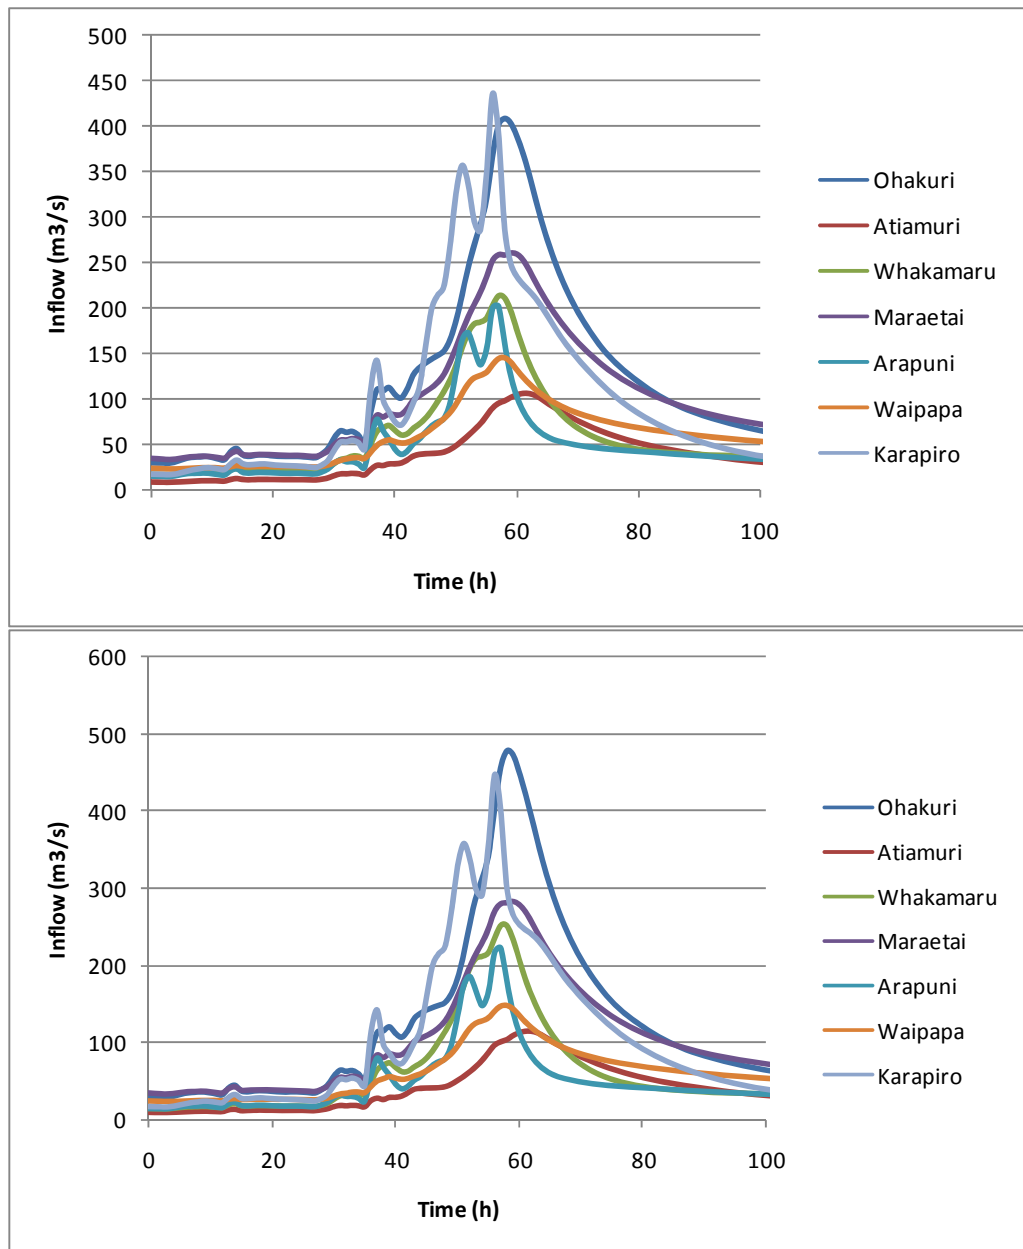 500
450
400
350
300
250
200
150
100
50
0
Inflow (m3/s)
0 20 40 60 80 100
Time (h)
Ohakuri
Atiamuri
Whakamaru
Maraetai
Arapuni
Waipapa
Karapiro
600
500
400
300
200
100
0
Inflow (m3/s)
0 20 40 60 80 100
Time (h)
Ohakuri
Atiamuri
Whakamaru
Maraetai
Arapuni
Waipapa
Karapiro